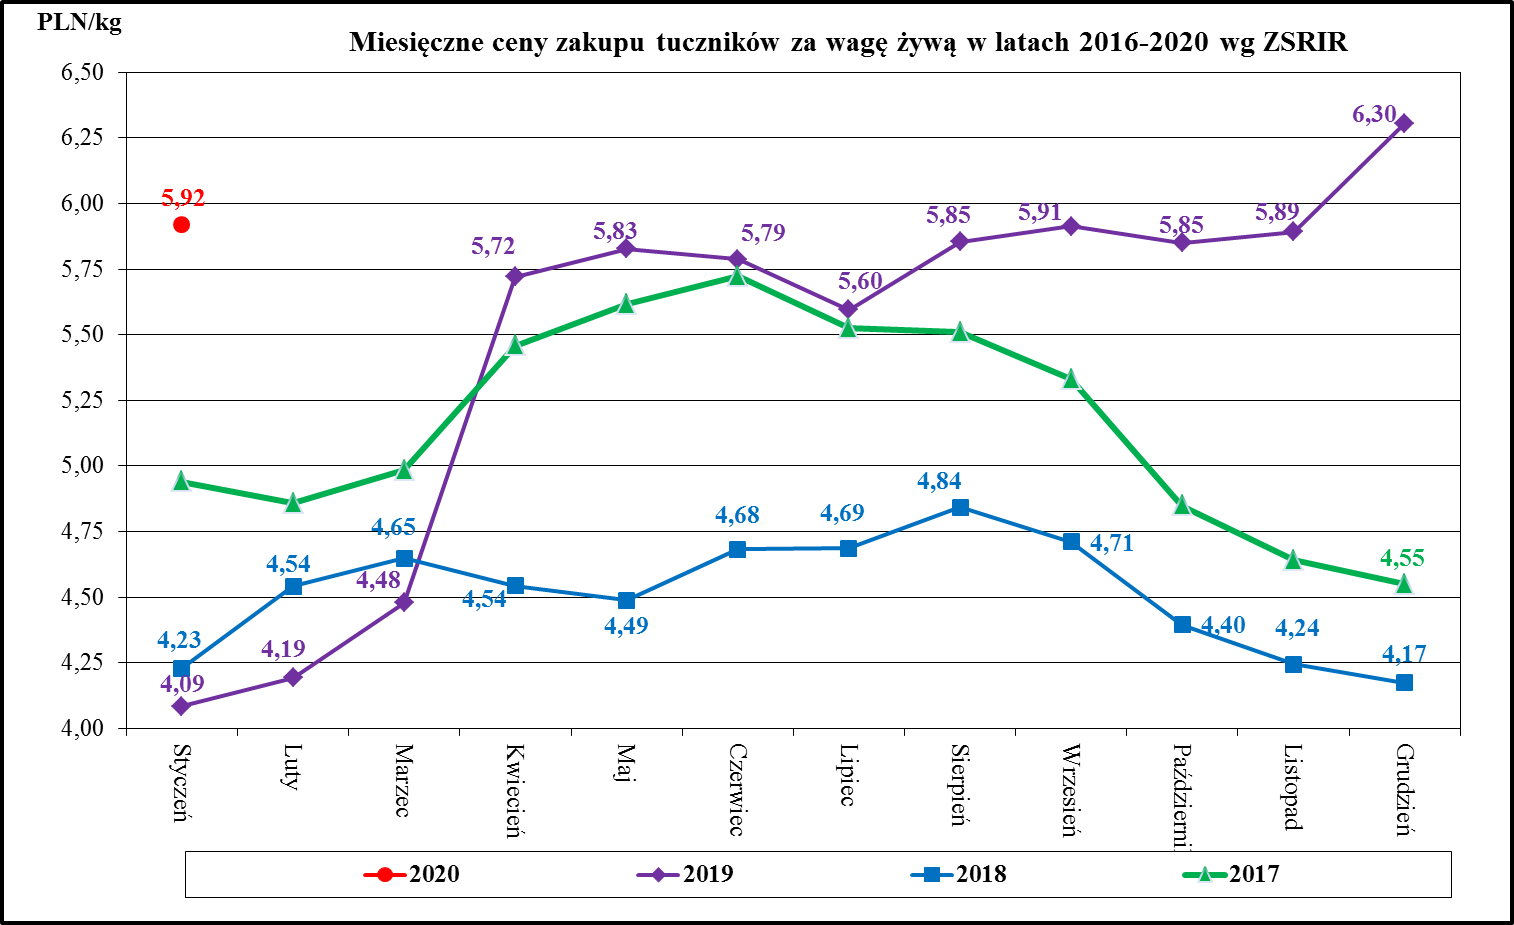 PLN/kg
Miesięczne ceny zakupu tuczników za wagę żywą w latach 2016-2020 wg ZSRIR
6,50
6,25
6,00
5,75
5,50
5,25
5,00
4,75
4,50
4,25
4,00
5,92
4,09
4,19
4,48
5,72
5,83
5,79
5,60
5,85
5,91
5,85
5,89
6,30
4,23
4,54
4,65
4,54
4,49
4,68
4,69
4,84
4,71
4,40
4,24
4,17
4,55
Styczeń
Luty
Marzec
Kwiecień
Maj
Czerwiec
Lipiec
Sierpień
Wrzesień
Październi
Listopad
Grudzień
2020
2019
2018
2017